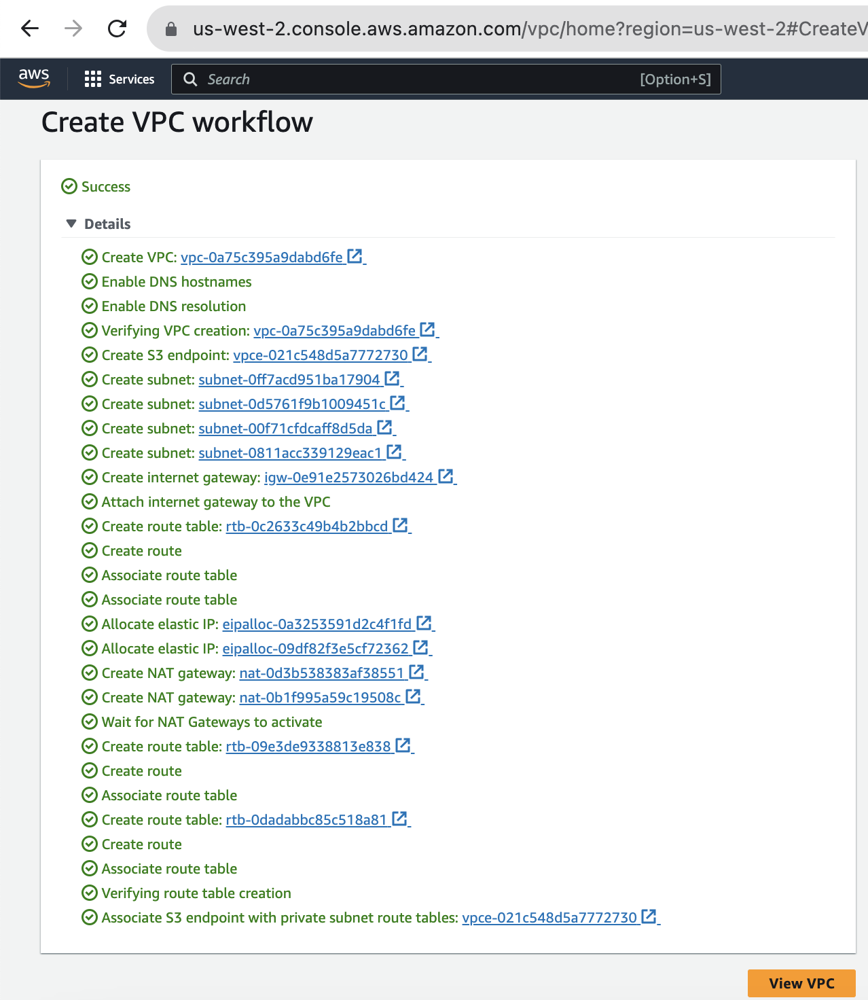 us-west-2.console.aws.amazon.com/vpc/home?region=us-west-2#CreateV
aws Services Search [Option+S]
Create VPC workflow
Success
Details
Create VPC: vpc-0a75c395a9dabd6fe
Enable DNS hostnames
Enable DNS resolution
Verifying VPC creation: vpc-0a75c395a9dabd6fe
Create S3 endpoint: vpce-021c548d5a7772730
Create subnet: subnet-0ff7acd951ba17904
Create subnet: subnet-0d5761f9b1009451c
Create subnet: subnet-00f71cfdcaff8d5da
Create subnet: subnet-0811acc339129eac1
Create internet gateway: igw-0e91e2573026bd424
Attach internet gateway to the VPC
Create route table: rtb-0c2633c49b4b2bbcd
Create route
Associate route table
Associate route table
Allocate elastic IP: eipalloc-0a3253591d2c4f1fd
Allocate elastic IP: eipalloc-09df82f3e5cf72362
Create NAT gateway: nat-0d3b538383af38551
Create NAT gateway: nat-0b1f995a59c19508c
Wait for NAT Gateways to activate
Create route table: rtb-09e3de9338813e838
Create route
Associate route table
Create route table: rtb-0dadabbc85c518a81
Create route
Associate route table
Verifying route table creation
Associate S3 endpoint with private subnet route tables: vpce-021c548d5a7772730
View VPC